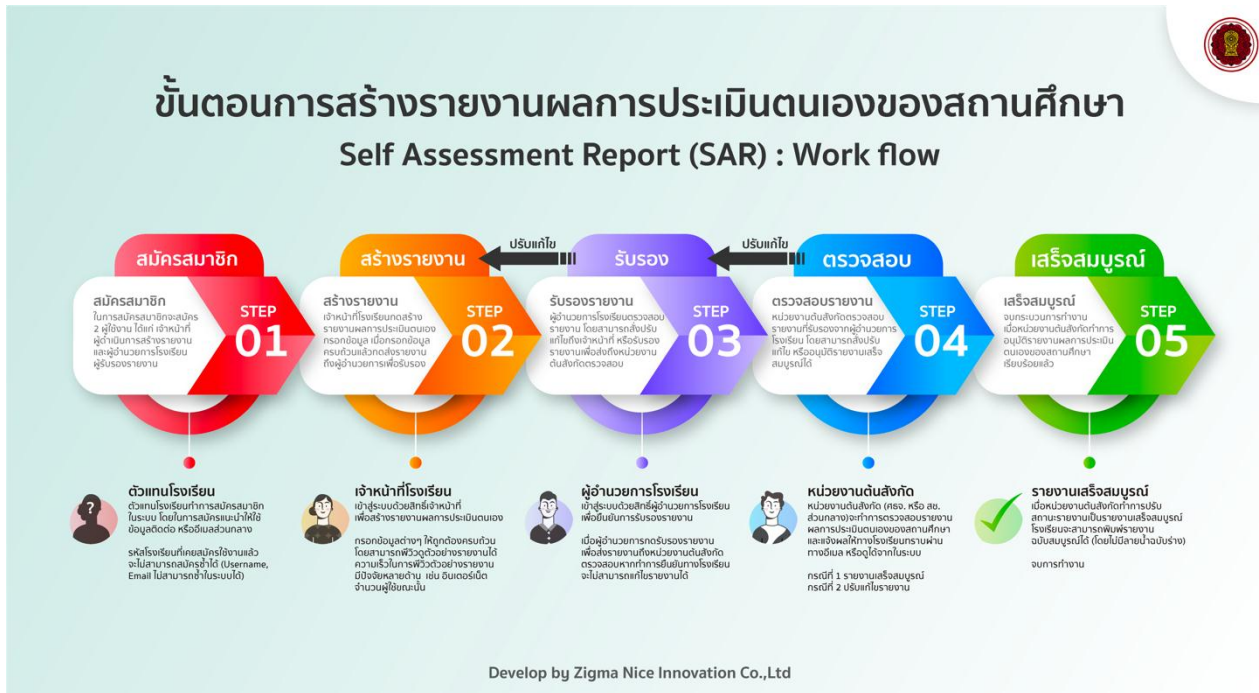 ขั้นตอนการสร้างรายงานผลการประเมินตนเองของสถานศึกษา
Self Assessment Report (SAR) : Work flow
สมัครสมาชิก
สมัครสมาชิก
ในการสมัครสมาชิกจะสมัคร
2 ผู้ใช้งาน ได้แก่ เจ้าหน้าที่
ผู้ดำเนินการสร้างรายงาน
และผู้อำนวยการโรงเรียน
ผู้รับรองรายงาน
STEP
01
ปรับแก้ไข
สร้างรายงาน
สร้างรายงาน
เจ้าหน้าที่โรงเรียนกดสร้าง
รายงานผลการประเมินตนเอง
กรอกข้อมูล เมื่อกรอกข้อมูล
ครบถ้วนแล้วกดส่งรายงาน
ถึงผู้อำนวยการเพื่อรับรอง
STEP
02
ปรับแก้ไข
รับรอง
รับรองรายงาน
ผู้อำนวยการโรงเรียนตรวจสอบ
รายงาน โดยสามารถสั่งปรับ
แก้ไขถึงเจ้าหน้าที่ หรือรับรอง
รายงานเพื่อส่งถึงหน่วยงาน
ต้นสังกัดตรวจสอบ
STEP
03
ตรวจสอบ
ตรวจสอบรายงาน
หน่วยงานต้นสังกัดตรวจสอบ
รายงานที่รับรองจากผู้อำนวยการ
โรงเรียน โดยสามารถสั่งปรับ
แก้ไข หรืออนุมัติรายงานเสร็จ
สมบูรณ์ได้
STEP
04
เสร็จสมบูรณ์
เสร็จสมบูรณ์
จบกระบวนการทำงาน
เมื่อหน่วยงานต้นสังกัดทำการ
อนุมัติรายงานผลการประเมิน
ตนเองของสถานศึกษา
เรียบร้อยแล้ว
STEP
05
ตัวแทนโรงเรียน
ตัวแทนโรงเรียนทำการสมัครสมาชิก
ในระบบ โดยในการสมัครแนะนำให้ใช้
ข้อมูลติดต่อ หรืออีเมลส่วนกลาง
รหัสโรงเรียนที่เคยสมัครใช้งานแล้ว
จะไม่สามารถสมัครซ้ำได้ (Username,
Email ไม่สามารถซ้ำในระบบได้)
เจ้าหน้าที่โรงเรียน
เข้าสู่ระบบด้วยสิทธิ์เจ้าหน้าที่
เพื่อสร้างรายงานผลการประเมินตนเอง
กรอกข้อมูลต่างๆ ให้ถูกต้องครบถ้วน
โดยสามารถพีวิวดูตัวอย่างรายงานได้
ความเร็วในการพีวิวตัวอย่างรายงาน
มีปัจจัยหลายด้าน เช่น อินเตอร์เน็ต
จำนวนผู้ใช้ขณะนั้น
ผู้อำนวยการโรงเรียน
เข้าสู่ระบบด้วยสิทธิ์ผู้อำนวยการโรงเรียน
เพื่อยืนยันการรับรองรายงาน
เมื่อผู้อำนวยการกดรับรองรายงาน
เพื่อส่งรายงานถึงหน่วยงานต้นสังกัด
ตรวจสอบหากทำการยืนยันทางโรงเรียน
จะไม่สามารถแก้ไขรายงานได้
หน่วยงานต้นสังกัด
หน่วยงานต้นสังกัด (ศธจ. หรือ สช.
ส่วนกลาง)จะทำการตรวจสอบรายงาน
ผลการประเมินตนเองของสถานศึกษา
และแจ้งผลให้ทางโรงเรียนทราบผ่าน
ทางอีเมล หรือดูได้จากในระบบ
กรณีที่ 1 รายงานเสร็จสมบูรณ์
กรณีที่ 2 ปรับแก้ไขรายงาน
รายงานเสร็จสมบูรณ์
เมื่อหน่วยงานต้นสังกัดทำการปรับ
สถานะรายงานเป็นรายงานเสร็จสมบูรณ์
โรงเรียนจะสามารถพิมพ์รายงาน
ฉบับสมบูรณ์ได้ (โดยไม่มีลายน้ำฉบับร่าง)
จบการทำงาน
Develop by Zigma Nice Innovation Co.,Ltd